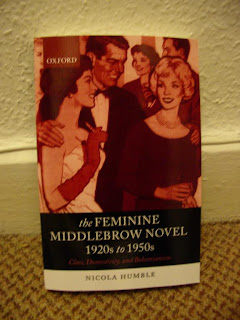 OXFORD
the FEMININE
MIDDLEBROW NOVEL
1920s to 1950s
Class, Domesticity, and Bohemianism
NICOLA HUMBLE